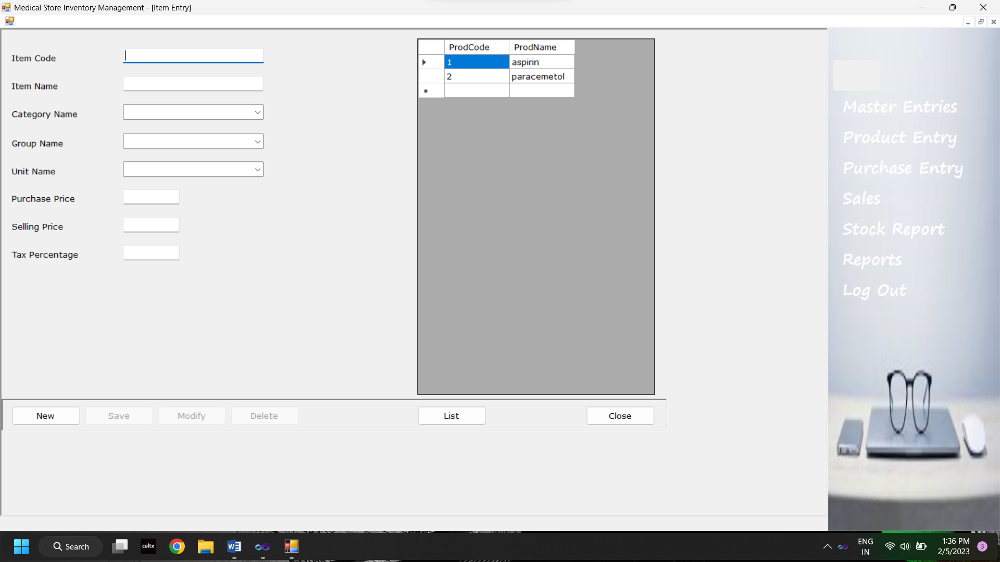 Medical Store Inventory Management - [Item Entry]
Item Code
Item Name
Category Name
Group Name
Unit Name
Purchase Price
Selling Price
Tax Percentage
ProdCode ProdName
1 aspirin
2 paracemetol
New Save Modify Delete List Close
Master Entries
Product Entry
Purchase Entry
Sales
Stock Report
Reports
Log Out
Search
celtx
ENG
IN
1:36 PM
2/5/2023
3